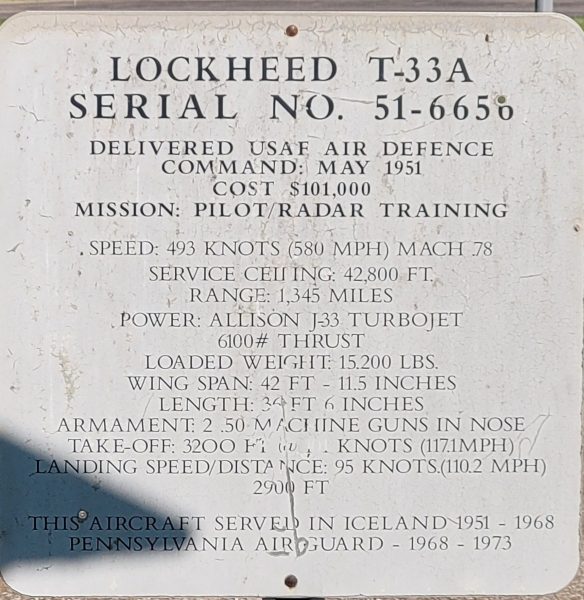 LOCKHEED T-33A
SERIAL NO. 51-6656
DELIVERED USAF AIR DEFENCE
COMMAND: MAY 1951
COST $101,000
MISSION: PILOT/RADAR TRAINING
SPEED: 493 KNOTS (580 MPH) MACH .78
SERVICE CEILING: 42,800 FT.
RANGE: 1,345 MILES
POWER: ALLISON J-33 TURBOJET
6100# THRUST
LOADED WEIGHT: 15.200 LBS.
WING SPAN: 42 FT - 11.5 INCHES
LENGTH: FT 6 INCHES
ARMAMENT: 2 .50 MACHINE GUNS IN NOSE
TAKE-OFF: 3200 FT KNOTS (117.1MPH)
LANDING SPEED/DISTANCE: 95 KNOTS.(110.2 MPH)
2900 FT
THIS AIRCRAFT SERVED IN ICELAND 1951 - 1968
PENNSYLVANIA AIR GUARD - 1968 - 1973